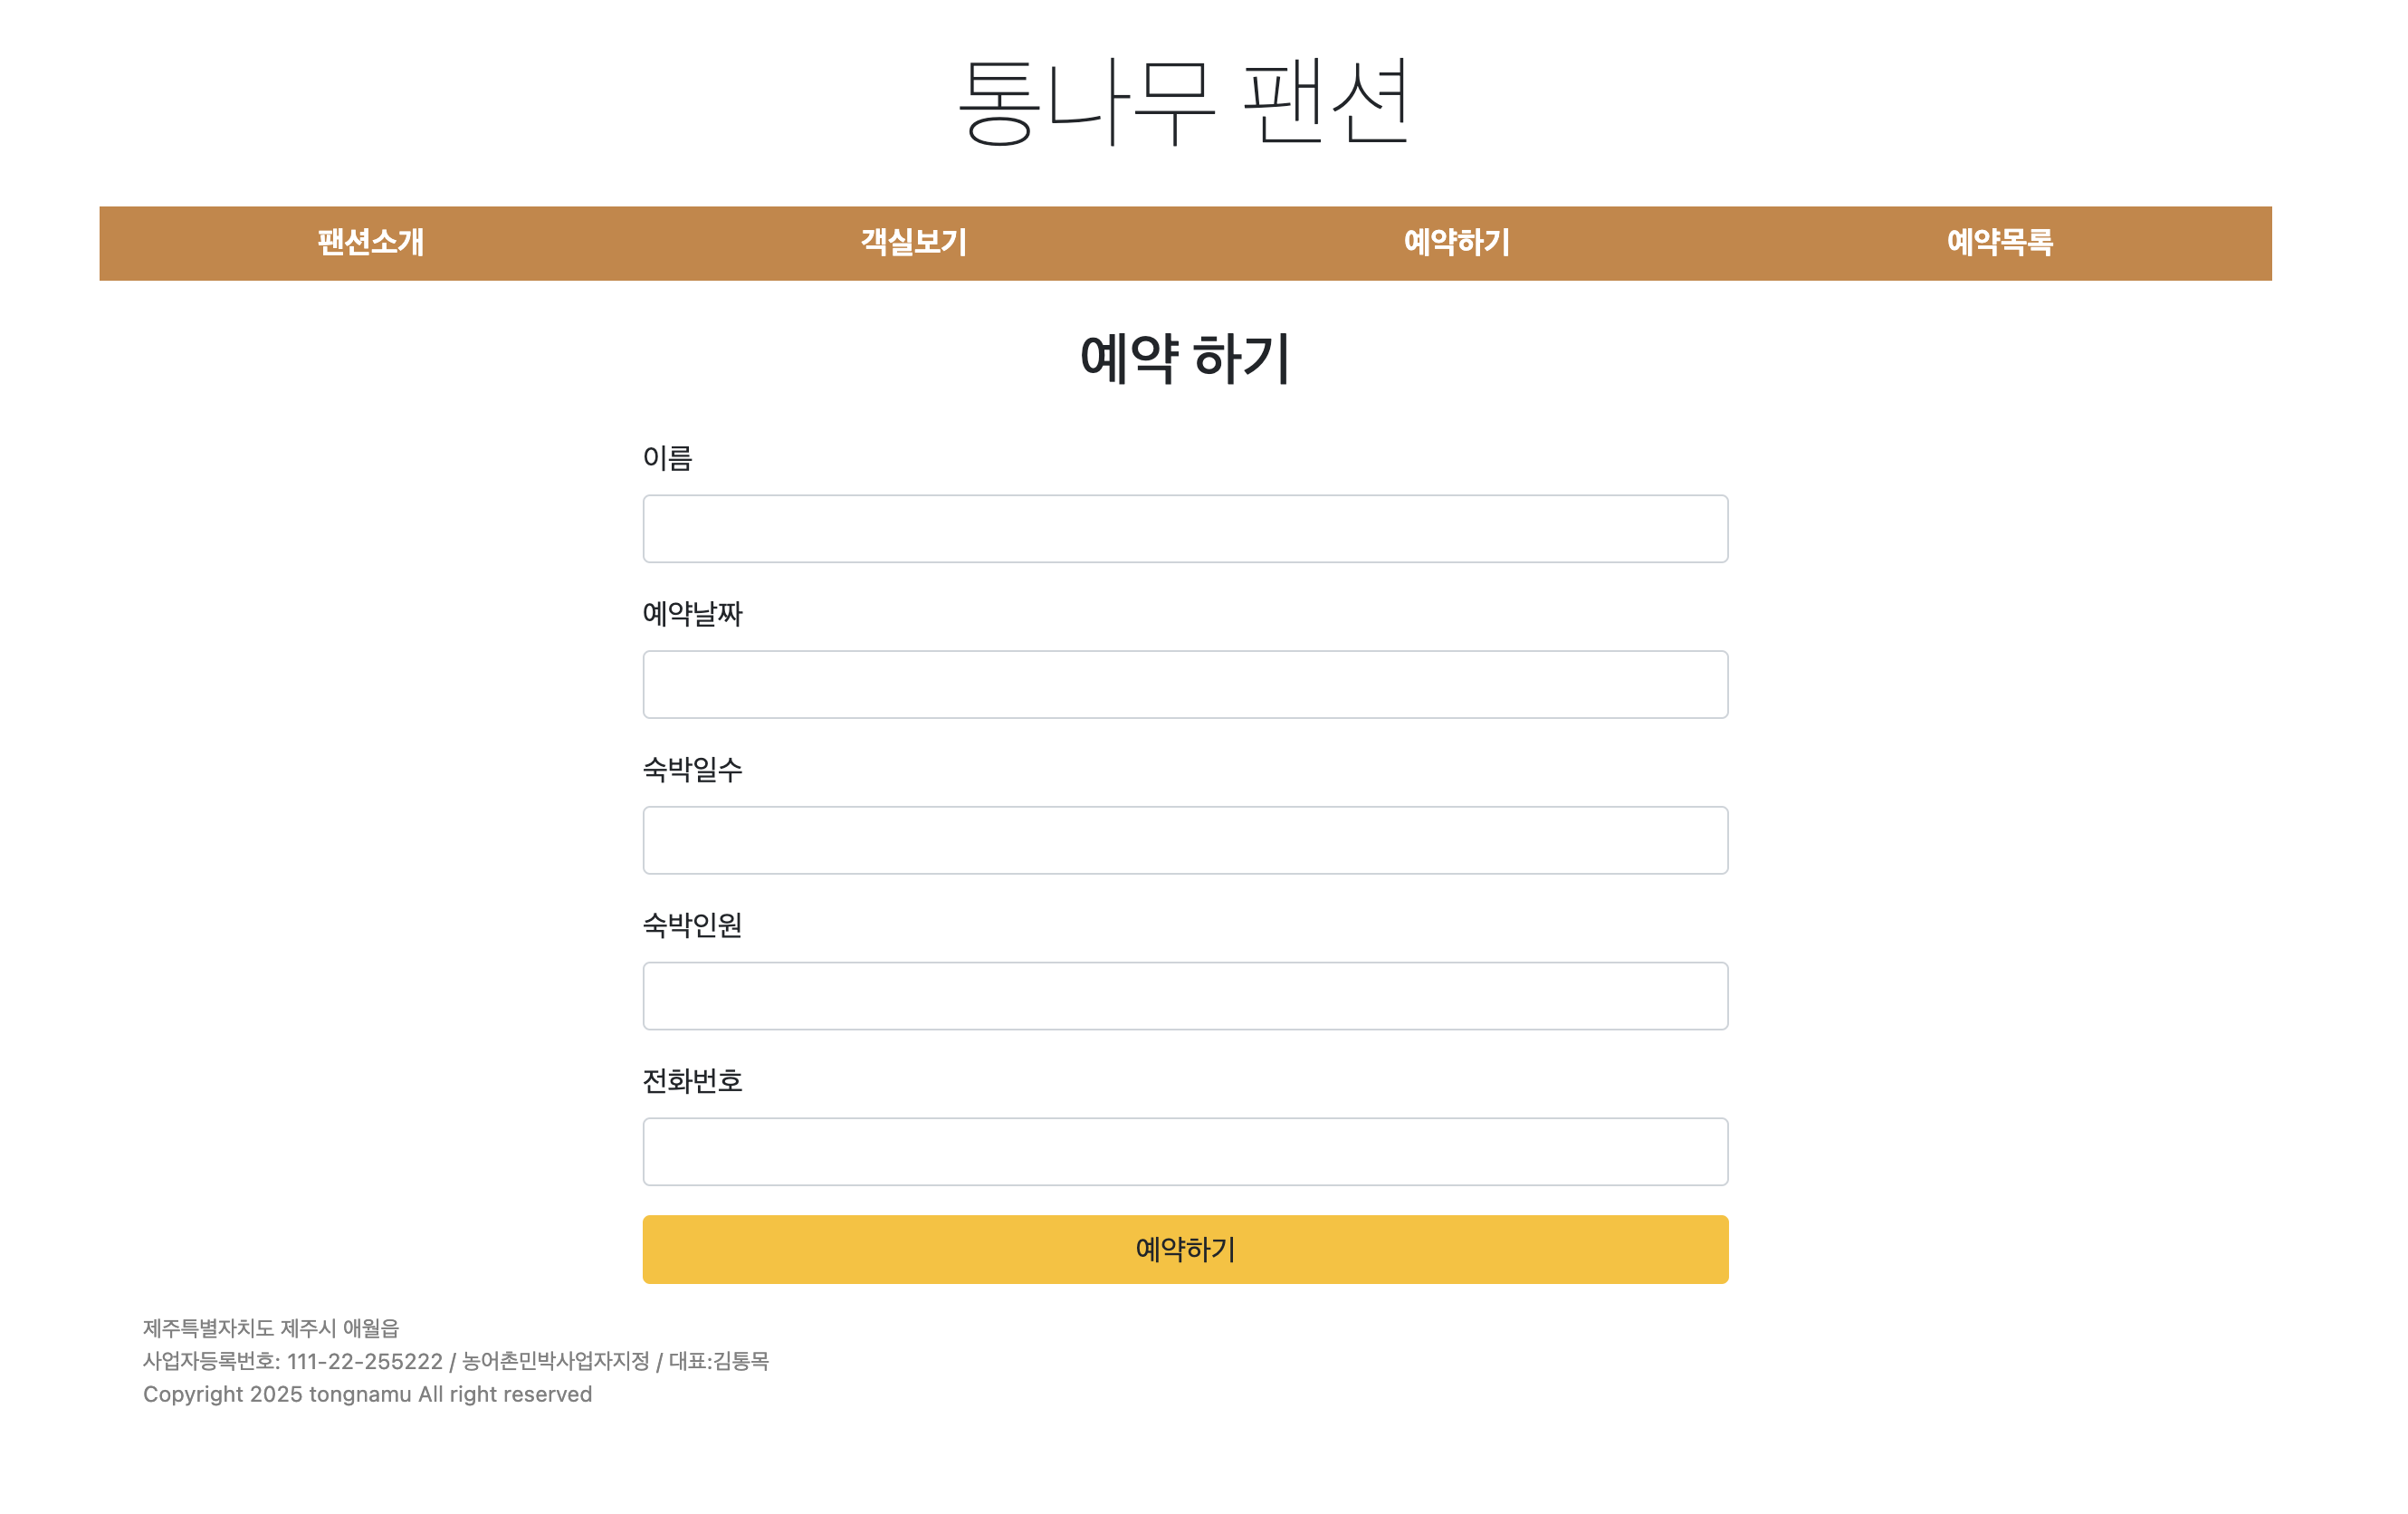 통나무 팬션
팬션소개 객실보기 예약하기 예약목록
예약 하기
이름
예약날짜
숙박일수
숙박인원
전화번호
예약하기
제주특별자치도 제주시 애월읍
사업자등록번호: 111-22-255222 / 농어촌민박사업자지정 / 대표:김통목
Copyright 2025 tongnamu All right reserved